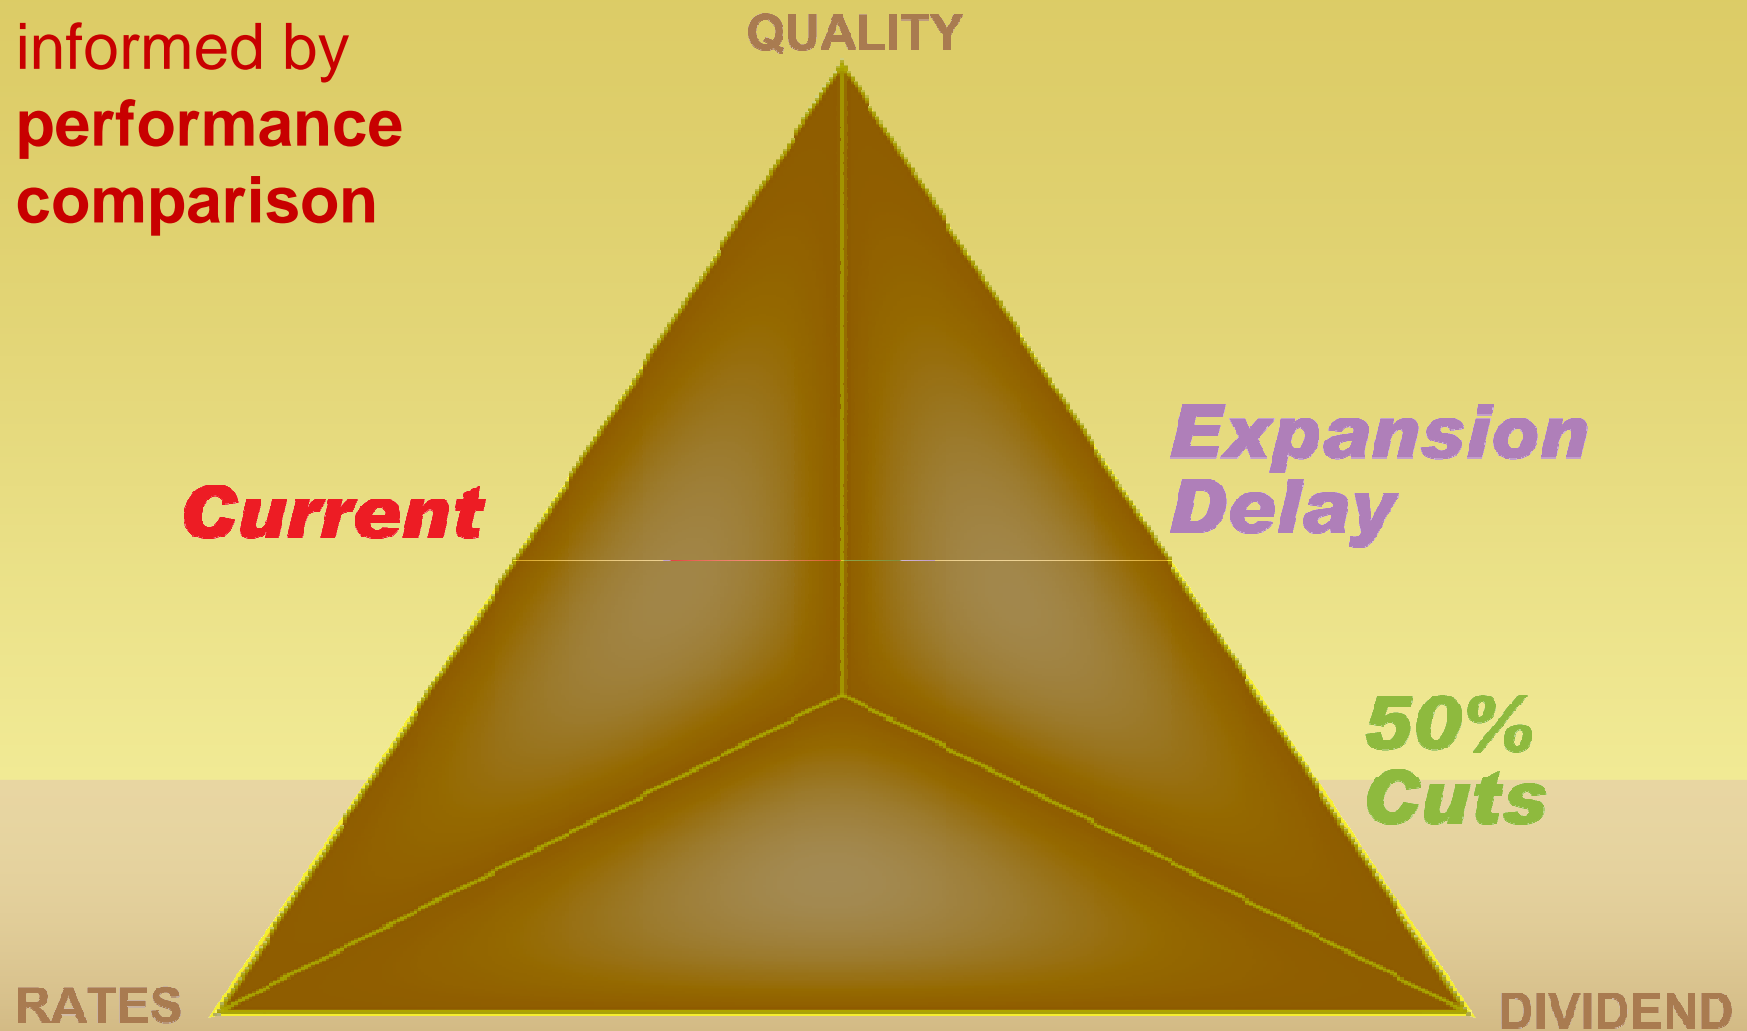 informed by
performance
comparison
QUALITY
Current
Expansion
Delay
50%
Cuts
RATES
DIVIDEND